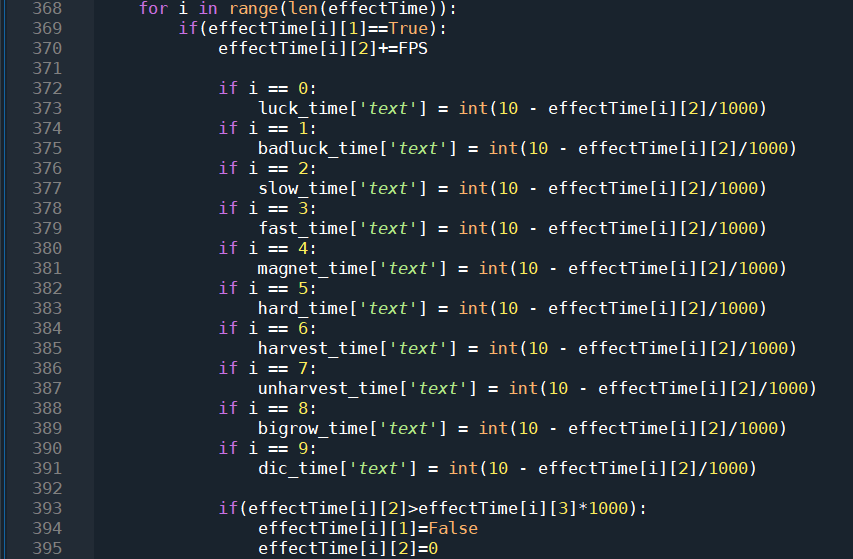 368 for i in range(len(effectTime)):
369 if(effectTime[i][1]==True):
370 effectTime[i][2]+=FPS
371
372 if i == 0:
373 luck_time['text'] = int(10 - effectTime[i][2]/1000)
374 if i == 1:
375 badluck_time['text'] = int(10 - effectTime[i][2]/1000)
376 if i == 2:
377 slow_time['text'] = int(10 - effectTime[i][2]/1000)
378 if i == 3:
379 fast_time['text'] = int(10 - effectTime[i][2]/1000)
380 if i == 4:
381 magnet_time['text'] = int(10 - effectTime[i][2]/1000)
382 if i == 5:
383 hard_time['text'] = int(10 - effectTime[i][2]/1000)
384 if i == 6:
385 harvest_time['text'] = int(10 - effectTime[i][2]/1000)
386 if i == 7:
387 unharvest_time['text'] = int(10 - effectTime[i][2]/1000)
388 if i == 8:
389 bigrow_time['text'] = int(10 - effectTime[i][2]/1000)
390 if i == 9:
391 dic_time['text'] = int(10 - effectTime[i][2]/1000)
392
393 if(effectTime[i][2]>effectTime[i][3]*1000):
394 effectTime[i][1]=False
395 effectTime[i][2]=0